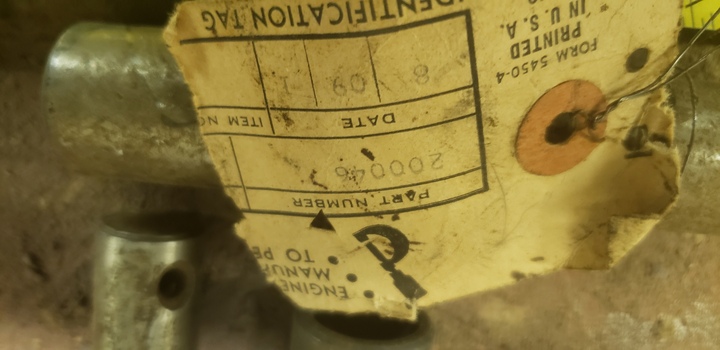 ENGINE
MANUF
TO PE
PART NUMBER
200046
DATE ITEM NO
8 09 1
IDENTIFICATION TAG
FORM 5450-4
PRINTED
IN U.S.A.